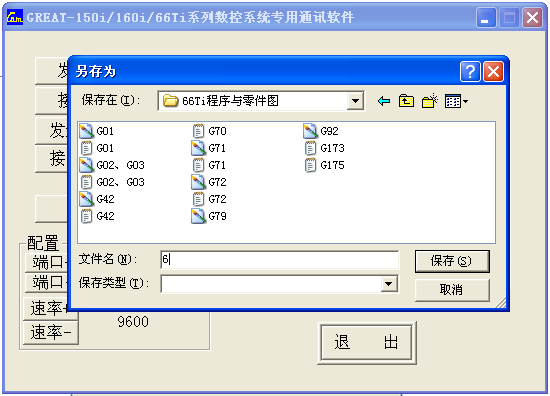 GREAT-150i/160i/66Ti系列数控系统专用通讯软件
另存为
保存在(I):
66Ti程序与零件图
G01
G01
G02、G03
G02、G03
G42
G42
G70
G71
G71
G72
G72
G79
G92
G173
G175
文件名(N):
6
保存(S)
保存类型(T):
取消
发
接
发
接
配置
端口
端口
速率+
速率-
9600
退 出